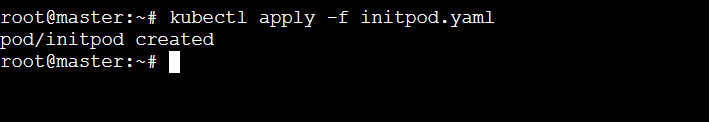 root@master:~# kubectl apply -f initpod.yaml
pod/initpod created
root@master:~#